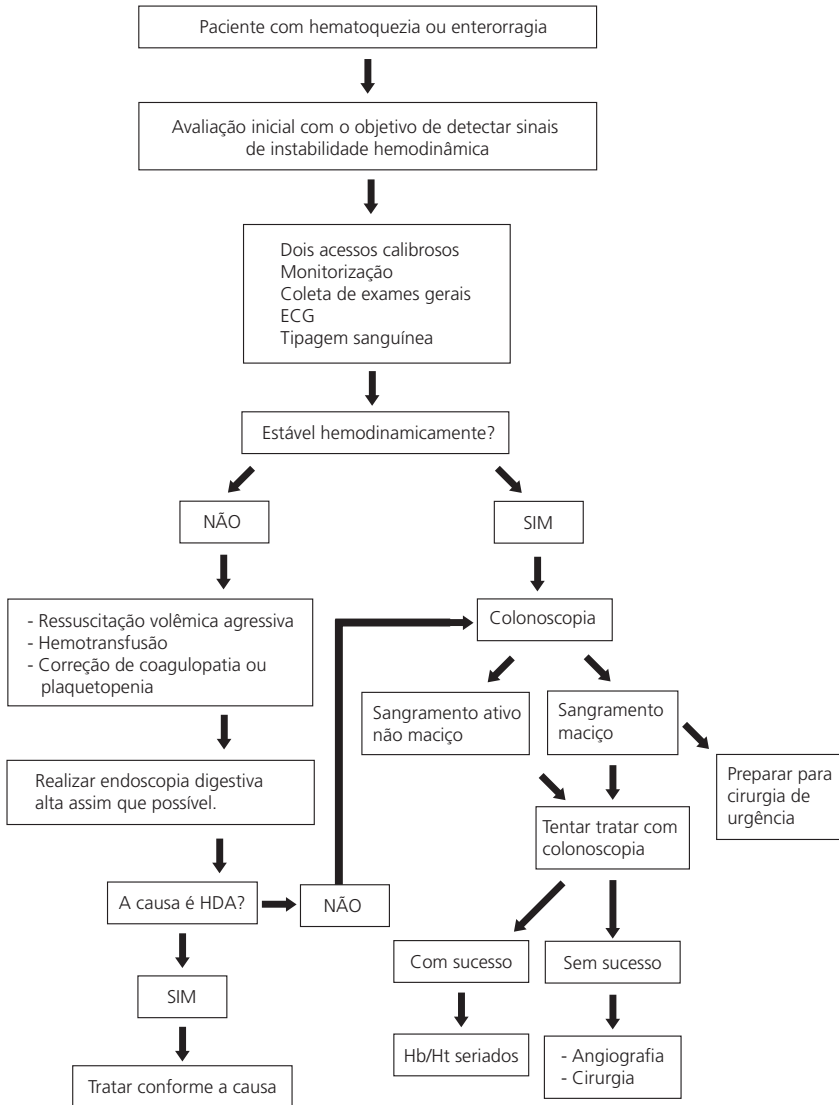 Paciente com hematoquezia ou enterorragia
Avaliação inicial com o objetivo de detectar sinais
de instabilidade hemodinâmica
Dois acessos calibrosos
Monitorização
Coleta de exames gerais
ECG
Tipagem sanguínea
Estável hemodinamicamente?
NÃO
SIM
- Ressuscitação volêmica agressiva
- Hemotransfusão
- Correção de coagulopatia ou
plaquetopenia
Realizar endoscopia digestiva
alta assim que possível.
A causa é HDA?
NÃO
SIM
Tratar conforme a causa
Colonoscopia
Sangramento ativo
não maciço
Sangramento
maciço
Preparar para
cirurgia de
urgência
Tentar tratar com
colonoscopia
Com sucesso
Sem sucesso
Hb/Ht seriados
- Angiografia
- Cirurgia